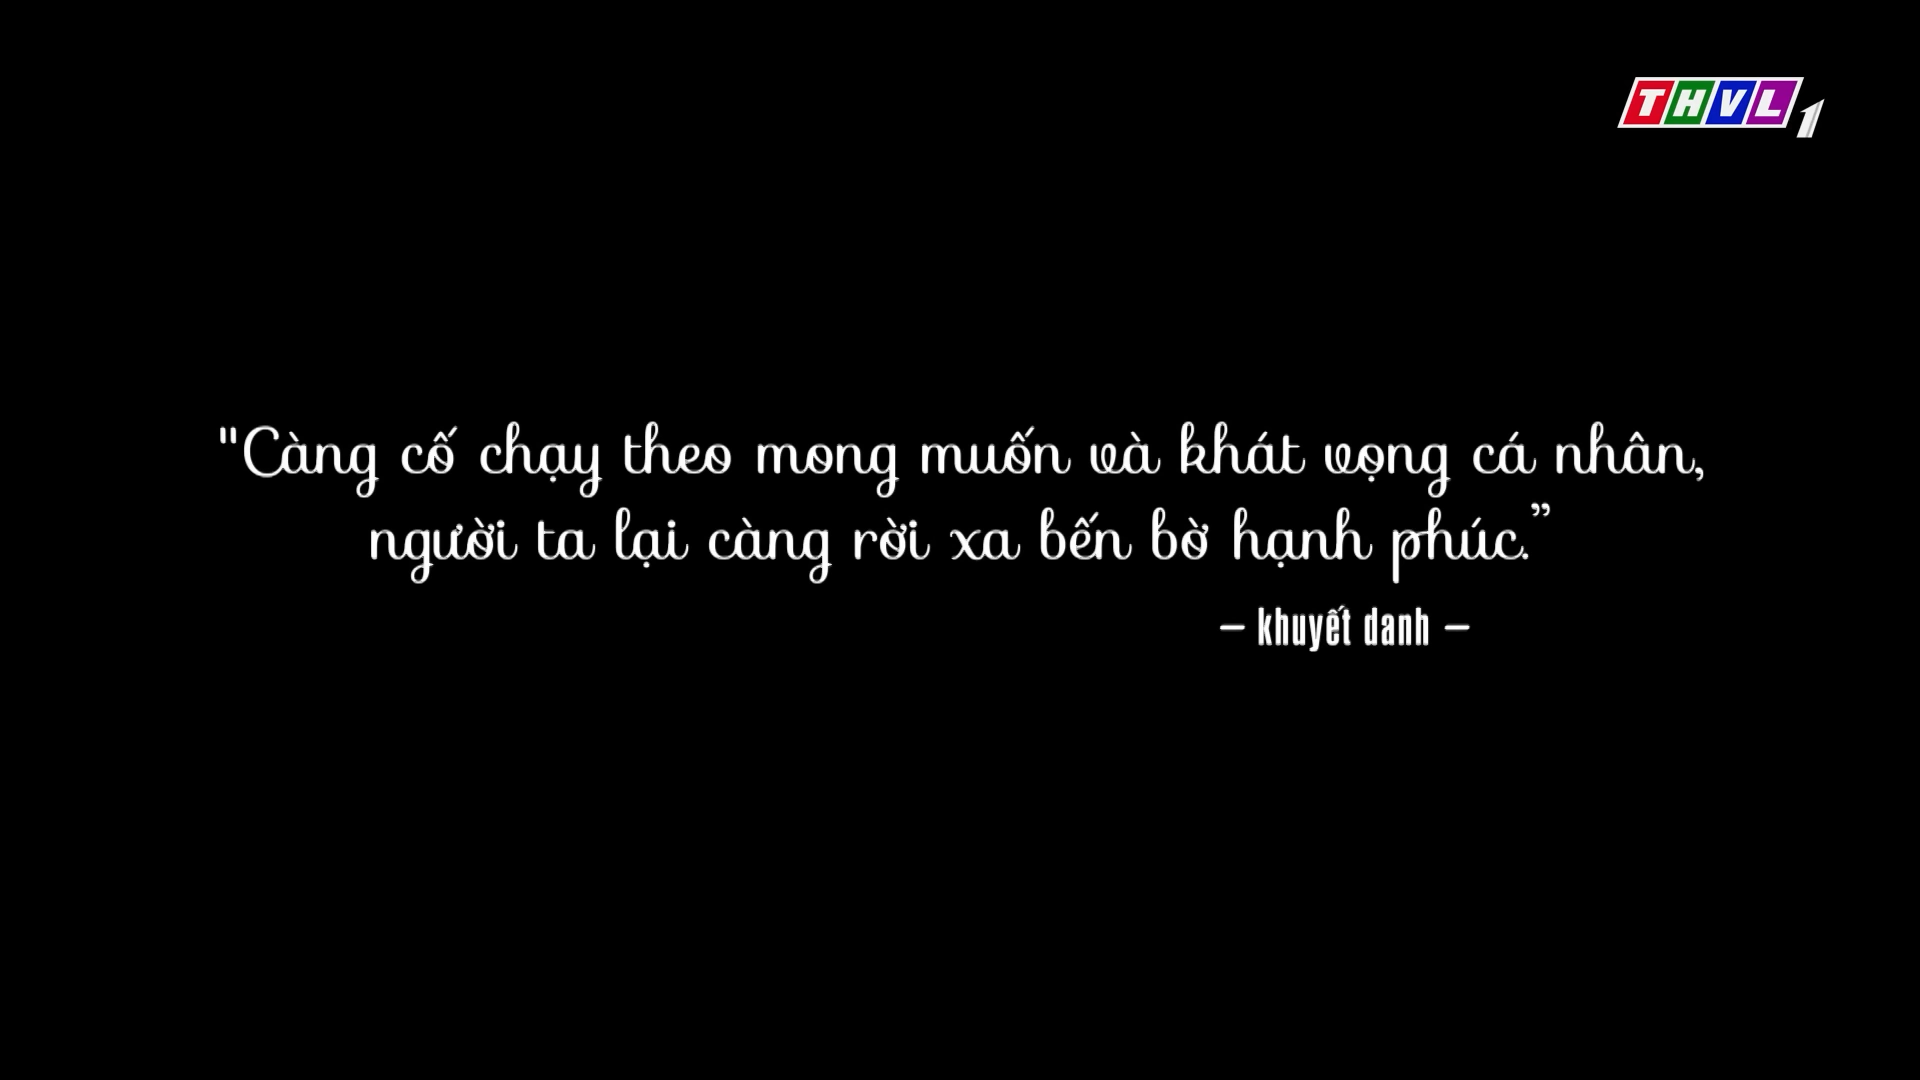 THVL1
"Càng cố chạy theo mong muốn và khát vọng cá nhân,
người ta lại càng rời xa bến bờ hạnh phúc.”
– khuyết danh –